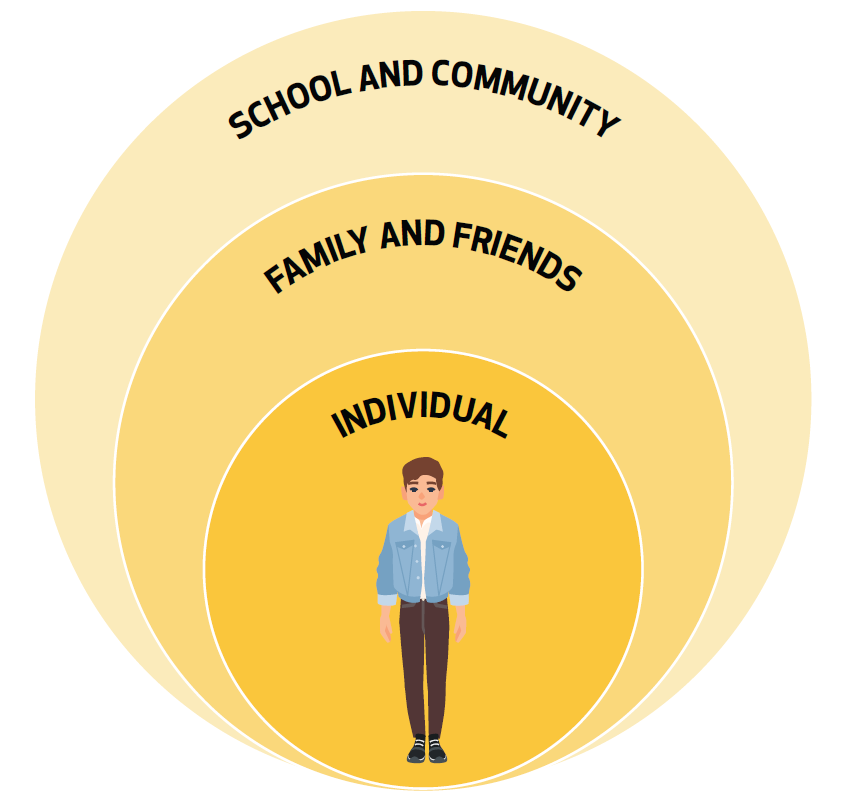 SCHOOL AND COMMUNITY
FAMILY AND FRIENDS
INDIVIDUAL